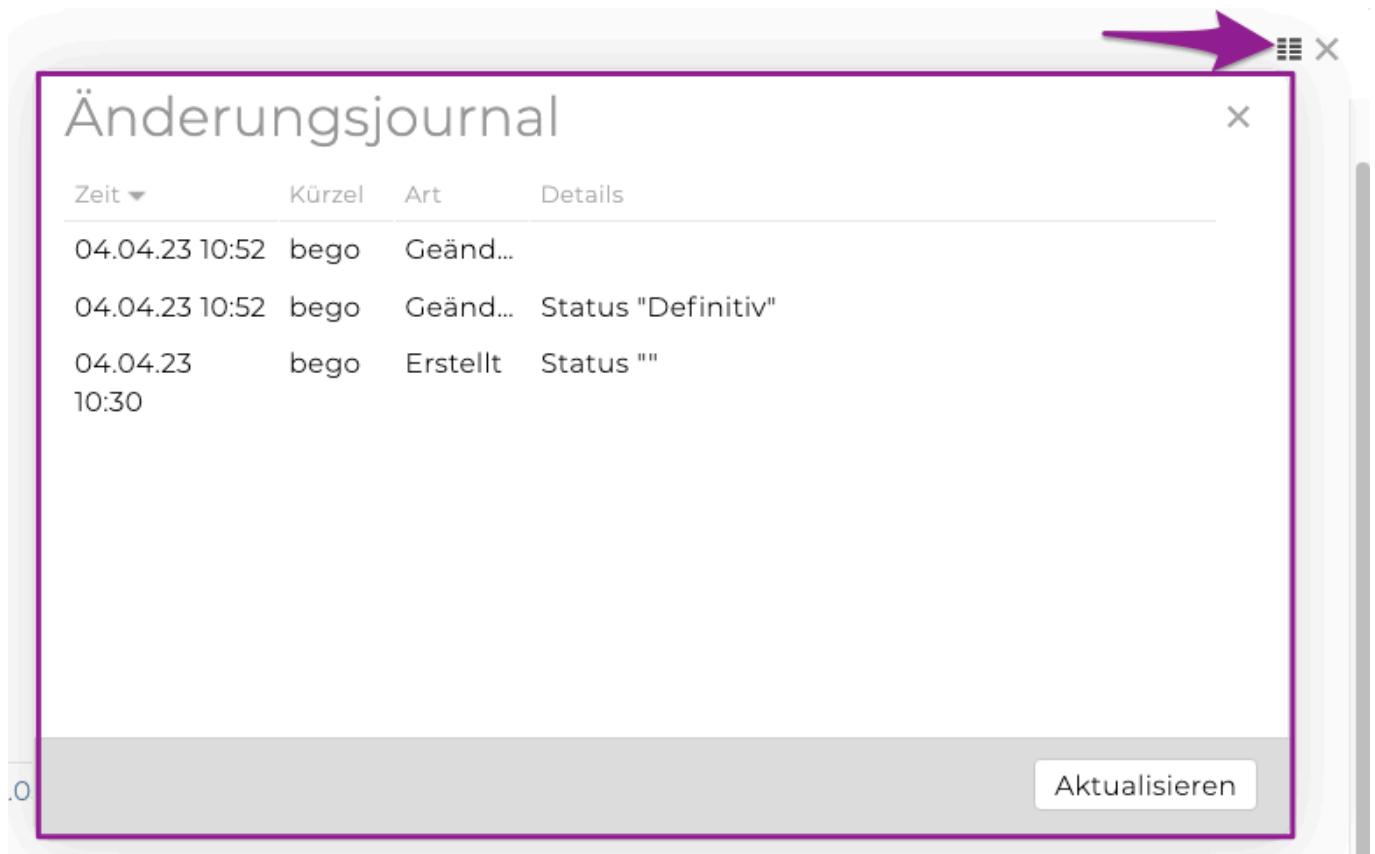 Änderungsjournal
Zeit Kürzel Art Details
04.04.23 10:52 bego Geänd...
04.04.23 10:52 bego Geänd... Status "Definitiv"
04.04.23 bego Erstellt Status ""
10:30
.0
Aktualisieren